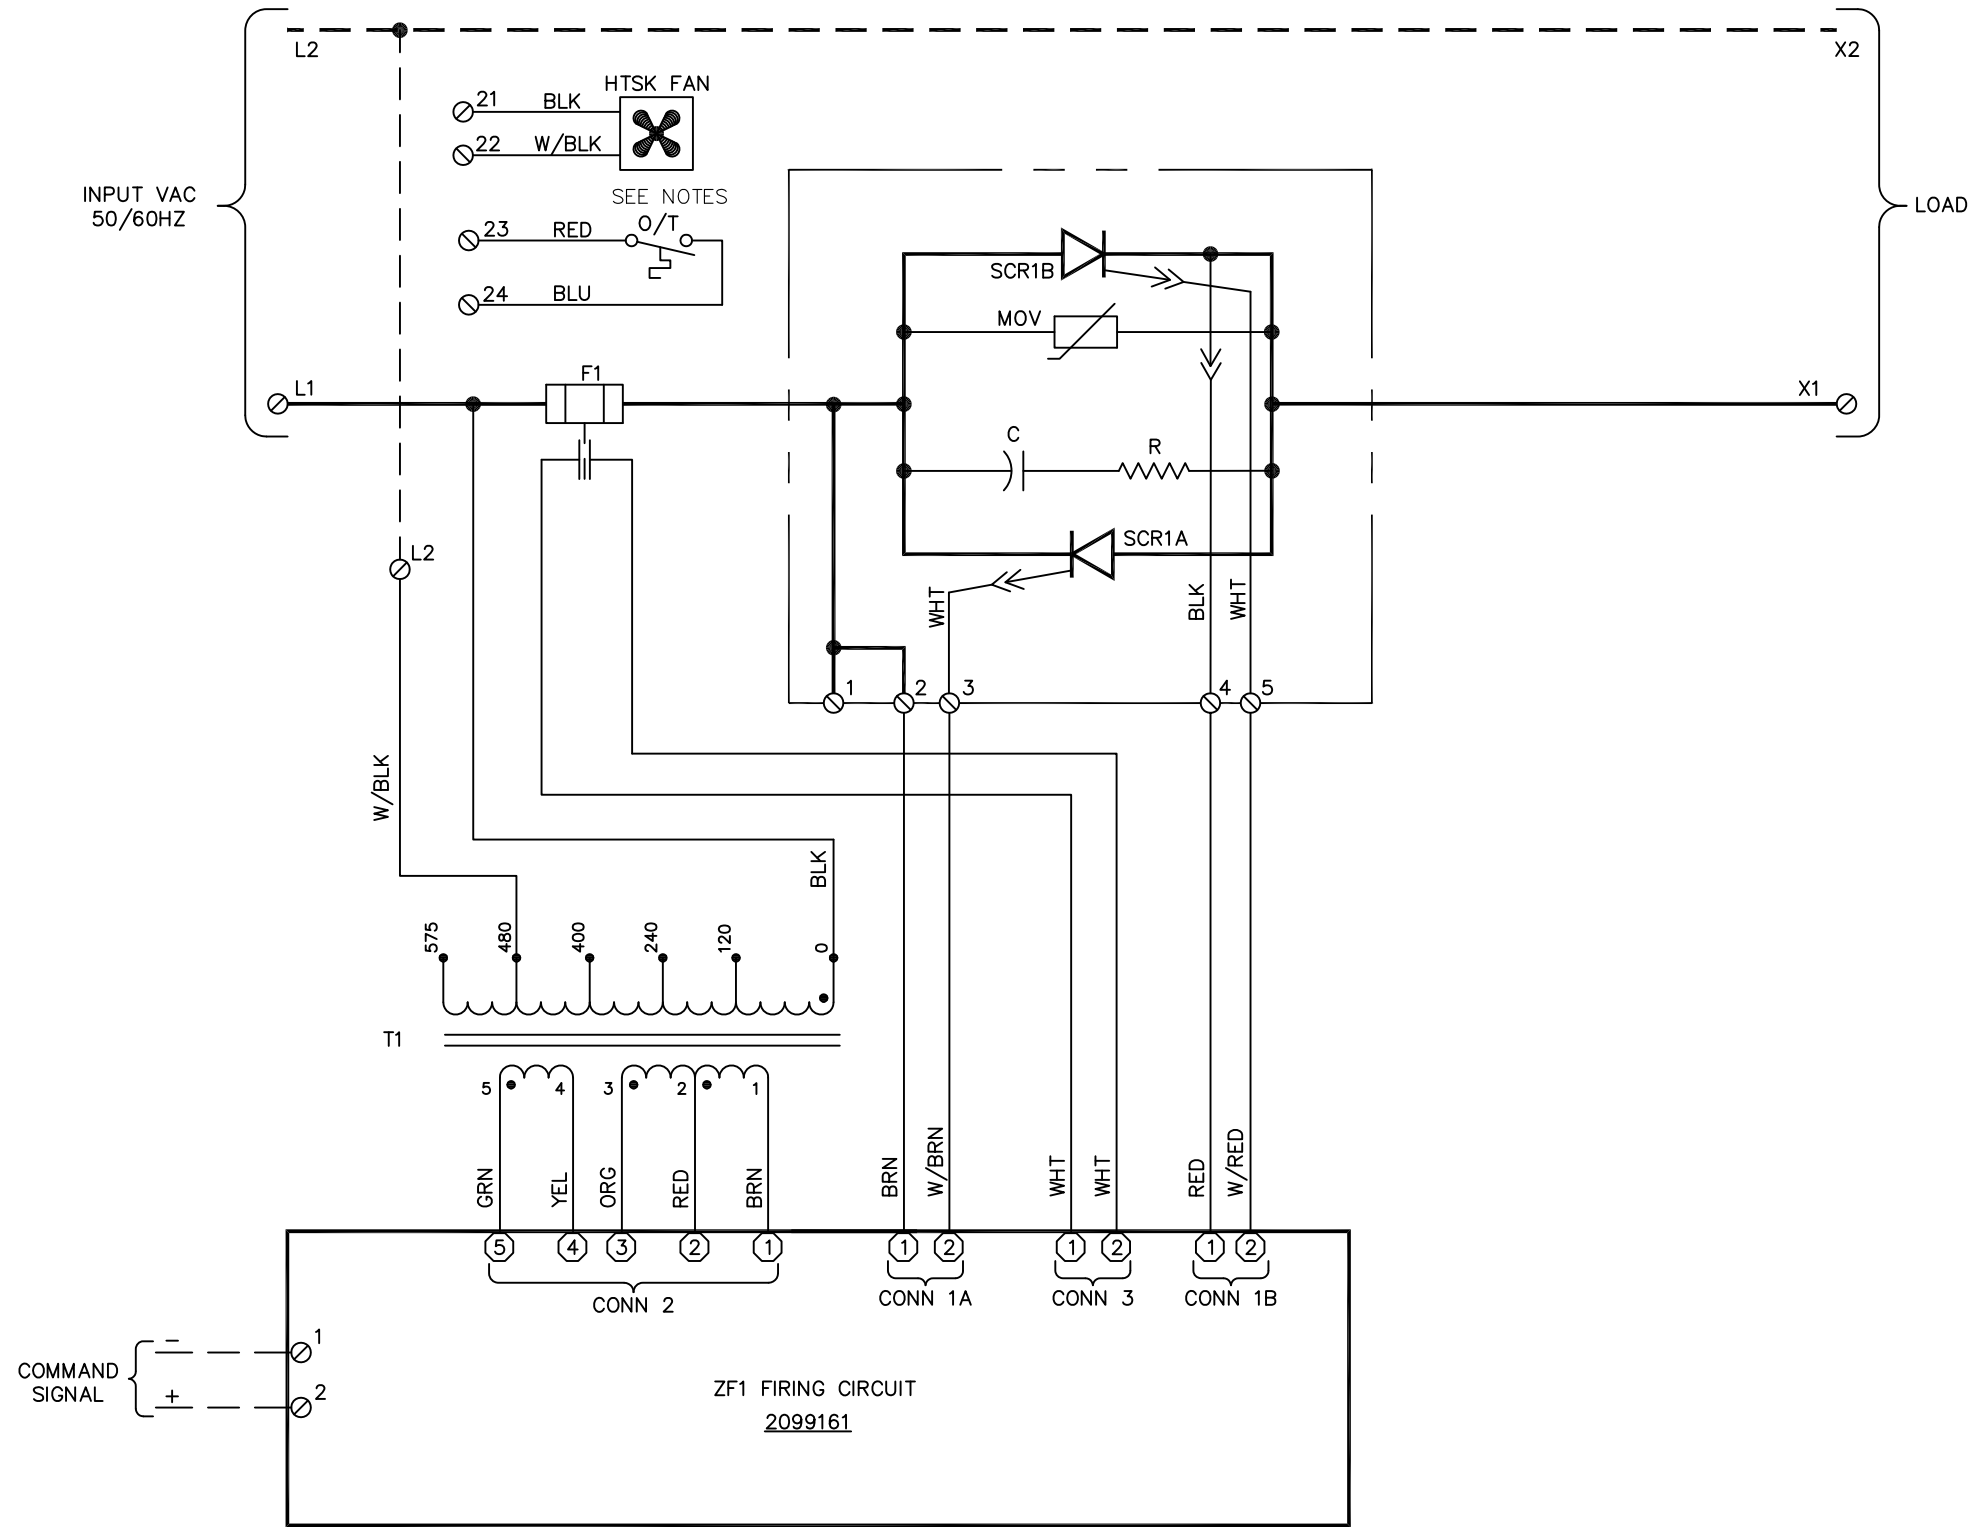 L2
X2
HTSK FAN
21
BLK
22
W/BLK
INPUT VAC
50/60HZ
LOAD
SEE NOTES
O/T
23
RED
24
BLU
SCR1B
MOV
L1
F1
X1
C
R
SCR1A
L2
WHT
BLK
WHT
1
2
3
4
5
W/BLK
BLK
575
480
400
240
120
0
T1
5
4
3
2
1
GRN
YEL
ORG
RED
BRN
BRN
W/BRN
WHT
WHT
RED
W/RED
5
4
3
2
1
1
2
1
2
1
2
CONN 2
CONN 1A
CONN 3
CONN 1B
COMMAND
SIGNAL
−
1
+
2
ZF1 FIRING CIRCUIT
2099161